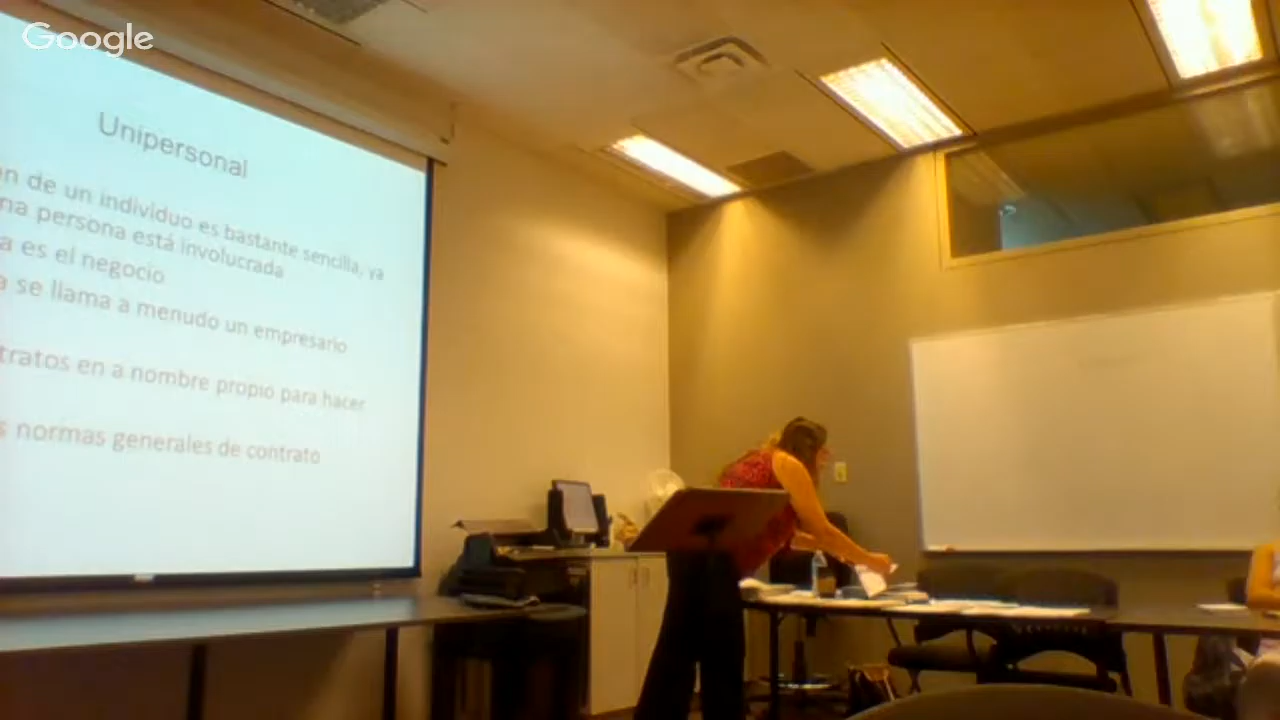 Google
Unipersonal
n de un individuo es bastante sencilla, ya
na persona está involucrada
a es el negocio
a se llama a menudo un empresario
tratos en a nombre propio para hacer
s normas generales de contrato